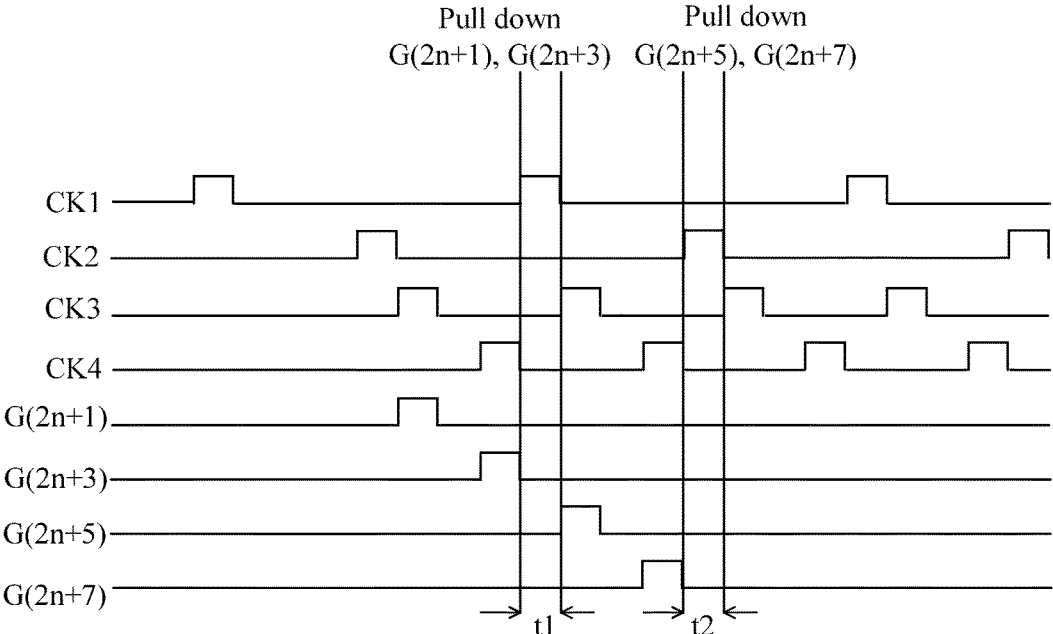 Pull down Pull down
G(2n+1), G(2n+3) G(2n+5), G(2n+7)
CK1
CK2
CK3
CK4
G(2n+1)
G(2n+3)
G(2n+5)
G(2n+7)
t1 t2